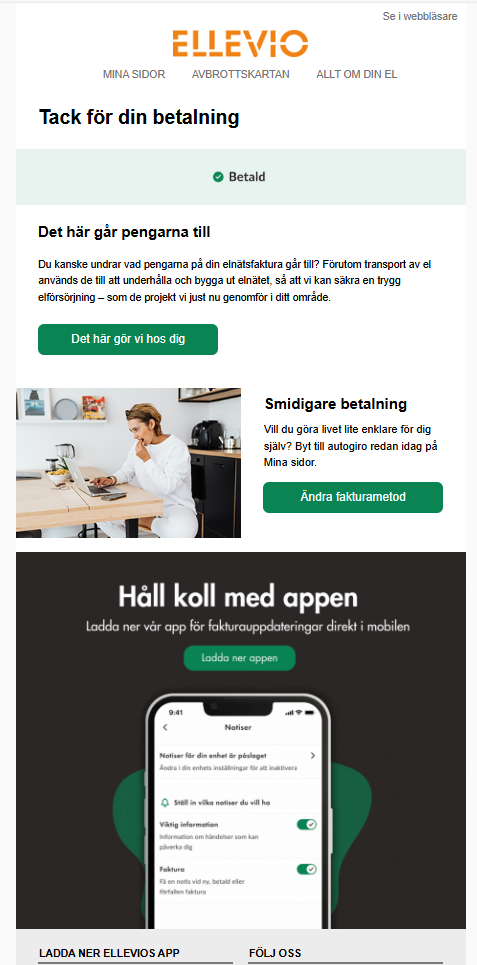 Se i webbläsare
ELLEVIO
MINA SIDOR AVBROTTSKARTAN ALLT OM DIN EL
Tack för din betalning
Betald
Det här går pengarna till
Du kanske undrar vad pengarna på din elnätsfaktura går till? Förutom transport av el
används de till att underhålla och bygga ut elnätet, så att vi kan säkra en trygg
elförsörjning – som de projekt vi just nu genomför i ditt område.
Det här gör vi hos dig
Smidigare betalning
Vill du göra livet lite enklare för dig
själv? Byt till autogiro redan idag på
Mina sidor.
Ändra fakturametod
Håll koll med appen
Ladda ner vår app för fakturauppdateringar direkt i mobilen
Ladda ner appen
9:41
Notiser
Notiser för din enhet är påslaget
Ändra i din enhets inställningar för att inaktivera
Ställ in vilka notiser du vill ha
Viktig information
Information om händelser som kan
påverka dig
Faktura
Få en notis vid ny, betald eller
förfallen faktura
LADDA NER ELLEVIOS APP FÖLJ OSS